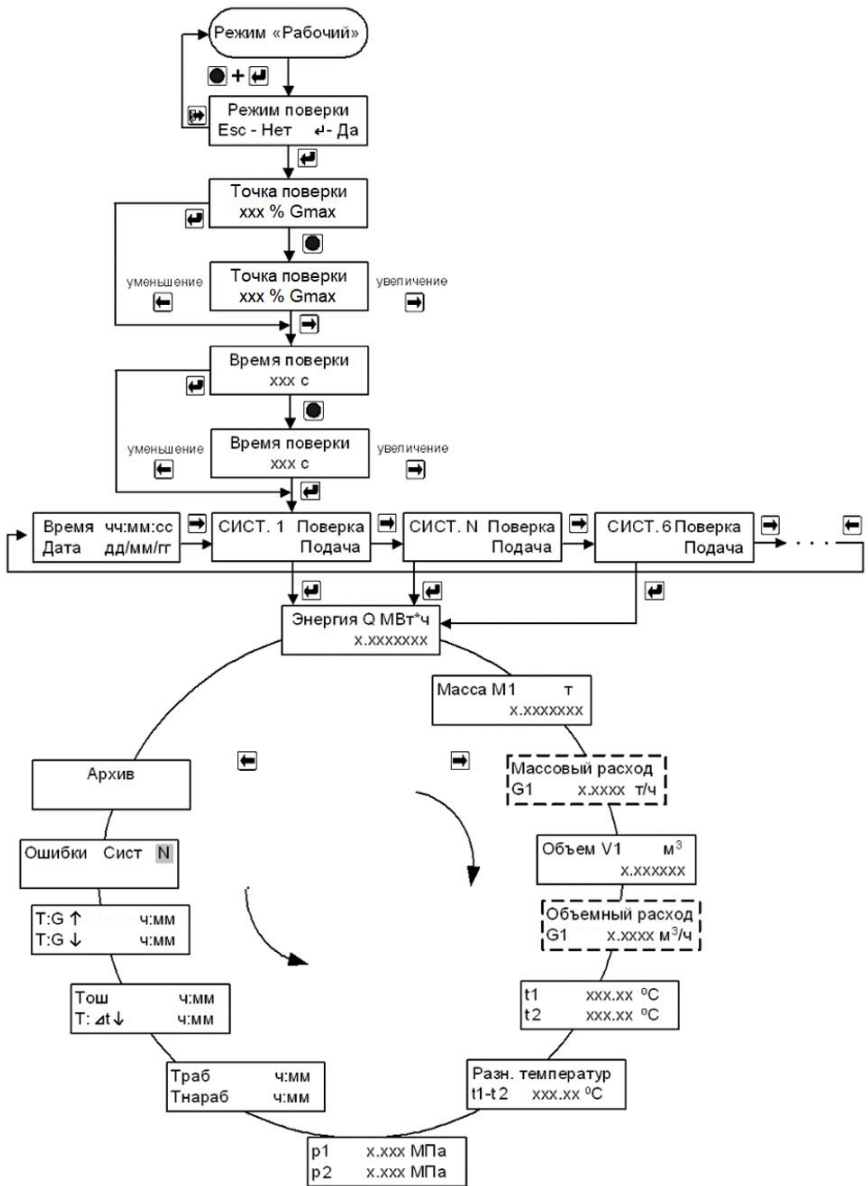 Режим «Рабочий»
+
Режим поверки
Esc - Нет ↵- Да
Точка поверки
xxx % Gmax
уменьшение
Точка поверки
xxx % Gmax
увеличение
Время поверки
xxx с
уменьшение
Время поверки
xxx с
увеличение
Время чч:мм:сс
Дата дд/мм/гг
СИСТ. 1 Поверка
Подача
СИСТ. N Поверка
Подача
СИСТ. 6 Поверка
Подача
. . . .
Энергия Q МВт*ч
x.xxxxxxx
Масса М1 т
x.xxxxxxx
Массовый расход
G1 x.xxxx т/ч
Объем V1 м³
x.xxxxxx
Объемный расход
G1 x.xxxx м³/ч
t1 xxx.xx ⁰C
t2 xxx.xx ⁰C
Разн. температур
t1-t2 xxx.xx ⁰C
p1 x.xxx МПа
p2 x.xxx МПа
Траб ч:мм
Тнараб ч:мм
Тош ч:мм
T: ⊿t↓ ч:мм
T:G ↑ ч:мм
T:G ↓ ч:мм
Ошибки Сист N
Архив